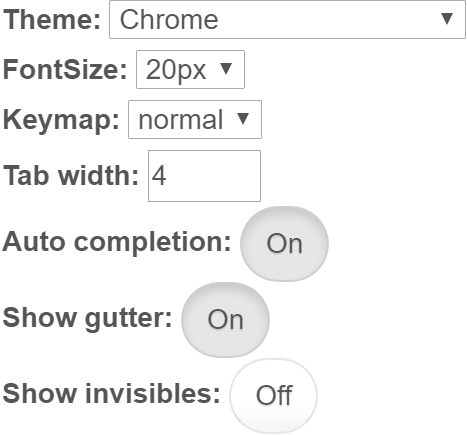 Theme: Chrome
FontSize: 20px
Keymap: normal
Tab width: 4
Auto completion: On
Show gutter: On
Show invisibles: Off